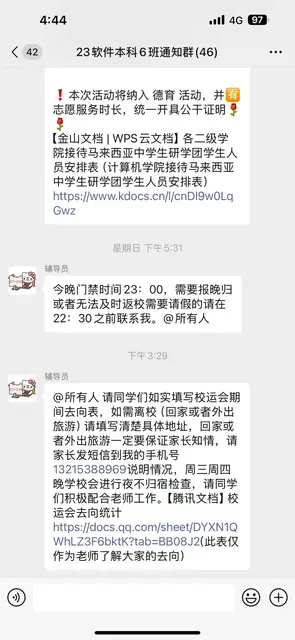 4:44
4G 97
42
23软件本科6班通知群(46)
❗本次活动将纳入 德育 活动，并🈶
志愿服务时长，统一开具公干证明🌹
🌹
【金山文档 | WPS云文档】 各二级学
院接待马来西亚中学生研学团学生人
员安排表（计算机学院接待马来西亚
中学生研学团学生人员安排表）
https://www.kdocs.cn/l/cnDl9w0Lq
Gwz
星期日 下午5:31
辅导员
今晚门禁时间23：00，需要报晚归
或者无法及时返校需要请假的请在
22：30之前联系我。@所有人
下午3:29
辅导员
@所有人 请同学们如实填写校运会期
间去向表，如需离校（回家或者外出
旅游）请填写清楚具体地址，回家或
者外出旅游一定要保证家长知情，请
家长发短信到我的手机号
13215388969说明情况，周三周四
晚学校会进行夜不归宿检查，请同学
们积极配合老师工作。【腾讯文档】校
运会去向统计
https://docs.qq.com/sheet/DYXN1Q
WhLZ3F6bktK?tab=BB08J2(此表仅
作为老师了解大家的去向)